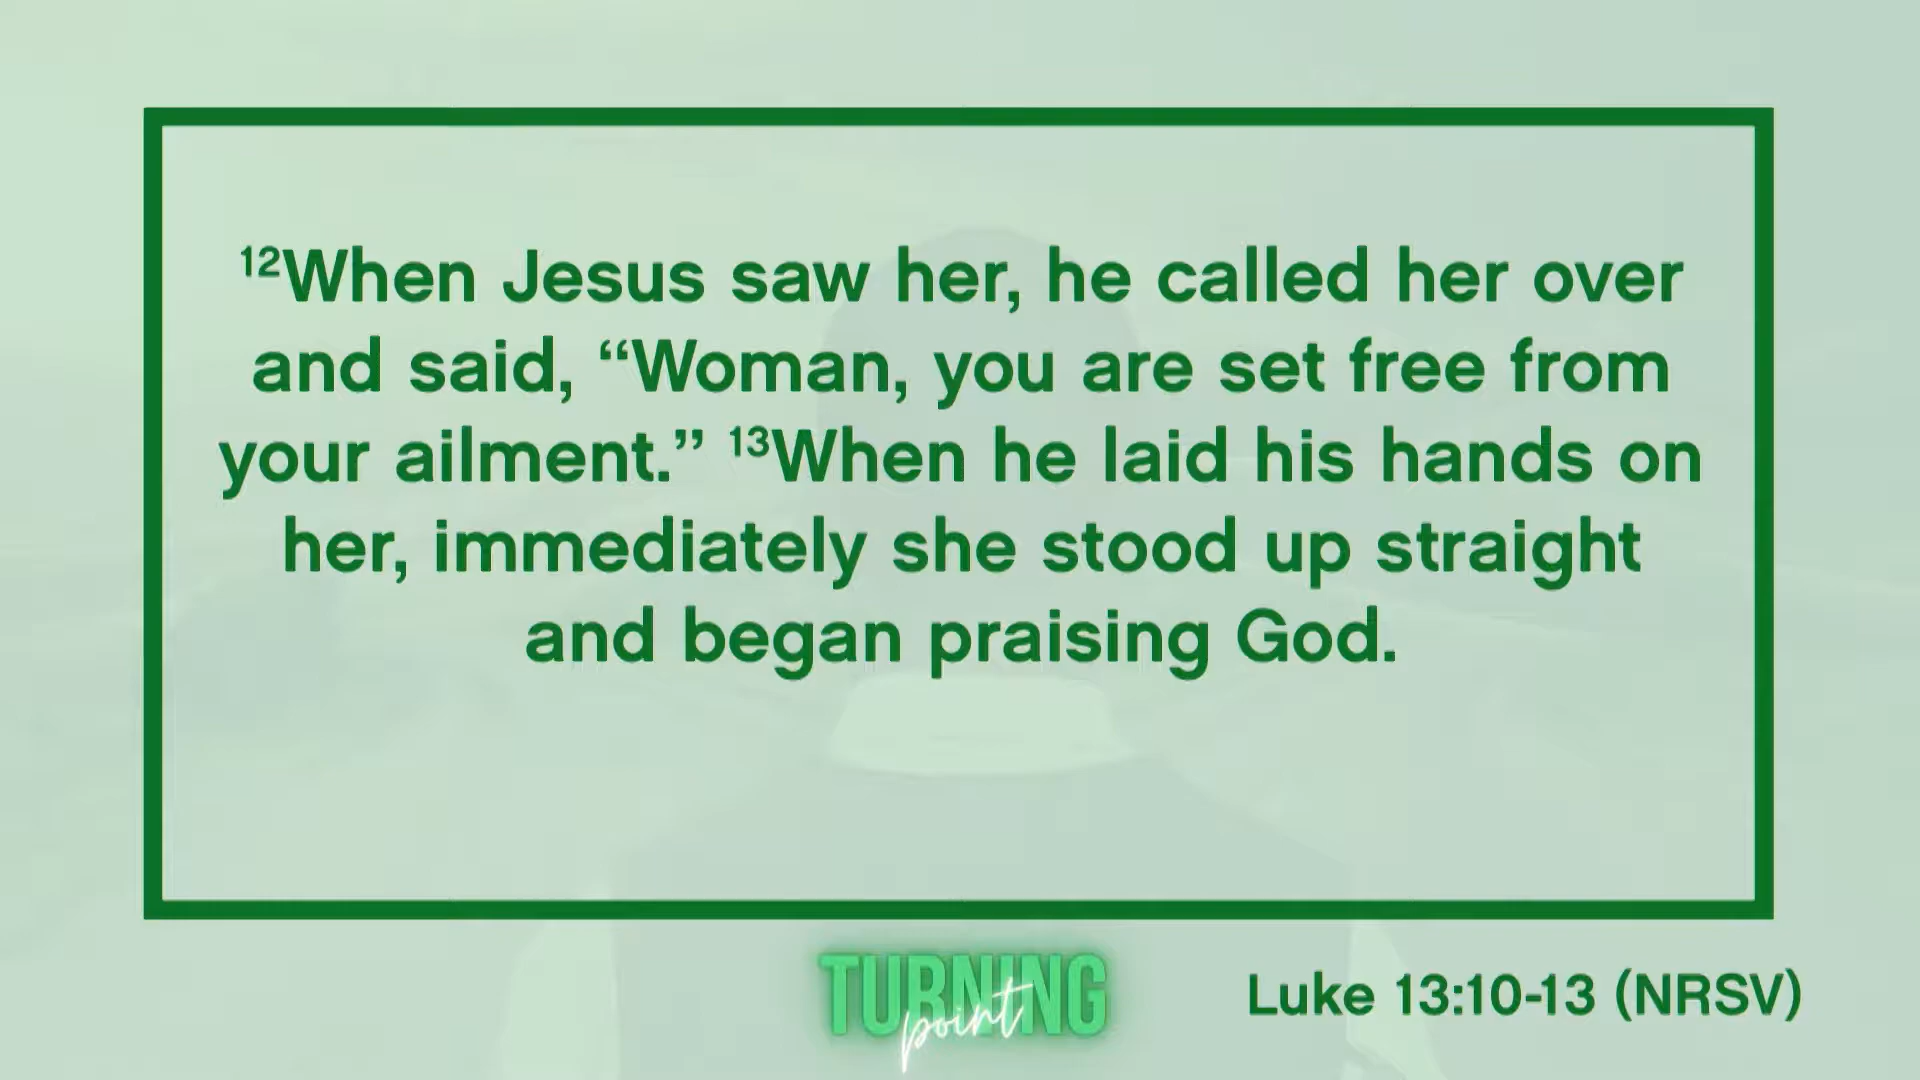 ¹²When Jesus saw her, he called her over
and said, “Woman, you are set free from
your ailment.” ¹³When he laid his hands on
her, immediately she stood up straight
and began praising God.
TURNING
point
Luke 13:10-13 (NRSV)